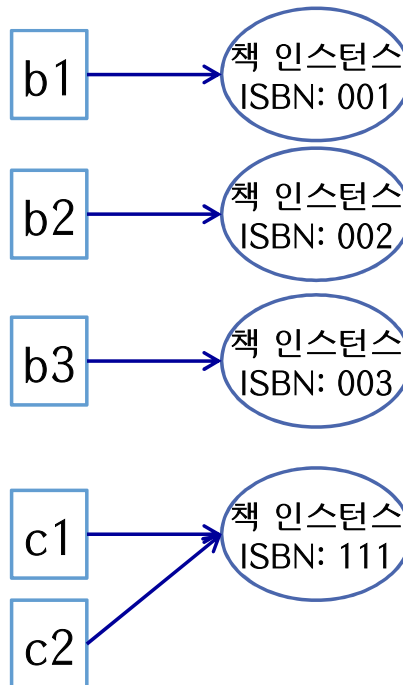 b1
책 인스턴스
ISBN: 001
b2
책 인스턴스
ISBN: 002
b3
책 인스턴스
ISBN: 003
c1
책 인스턴스
ISBN: 111
c2